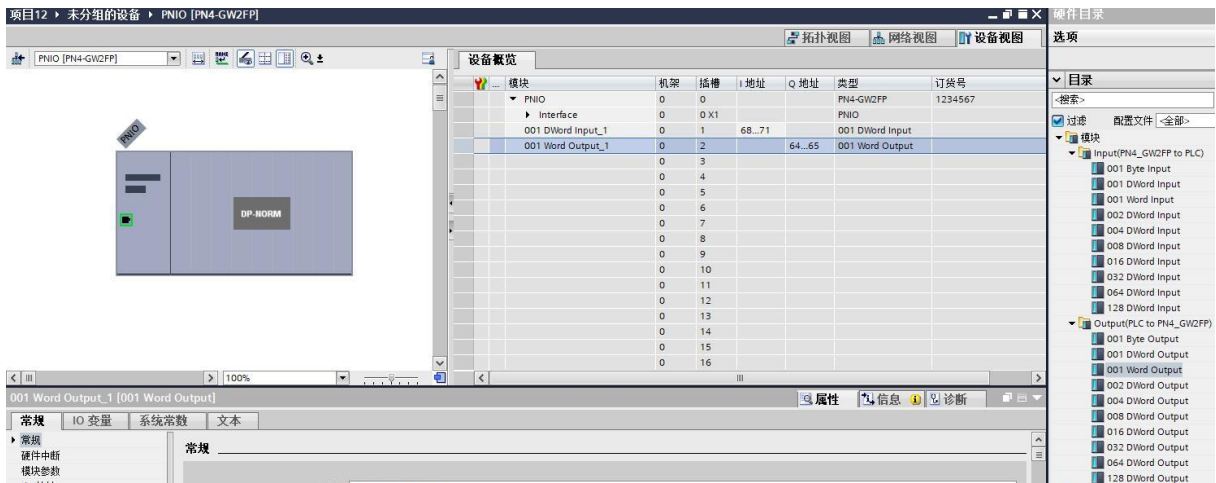 项目12 ▸ 未分组的设备 ▸ PNIO [PN4-GW2FP]
硬件目录
拓扑视图 网络视图 设备视图
选项
PNIO [PN4-GW2FP]
设备概览
... 模块 机架 插槽 I 地址 Q 地址 类型 订货号
PNIO 0 0 PN4-GW2FP 1234567
Interface 0 0 X1 PNIO
001 DWord Input_1 0 1 68...71 001 DWord Input
001 Word Output_1 0 2 64...65 001 Word Output
0 3
0 4
0 5
0 6
0 7
0 8
0 9
0 10
0 11
0 12
0 13
0 14
0 15
0 16
PNIO
DP-NORM
100%
目录
<搜索>
过滤 配置文件 <全部>
模块
Input(PN4_GW2FP to PLC)
001 Byte Input
001 DWord Input
001 Word Input
002 DWord Input
004 DWord Input
008 DWord Input
016 DWord Input
032 DWord Input
064 DWord Input
128 DWord Input
Output(PLC to PN4_GW2FP)
001 Byte Output
001 DWord Output
001 Word Output
002 DWord Output
004 DWord Output
008 DWord Output
016 DWord Output
032 DWord Output
064 DWord Output
128 DWord Output
001 Word Output_1 [001 Word Output]
属性 信息 诊断
常规 IO 变量 系统常数 文本
常规
硬件中断
模块参数
常规